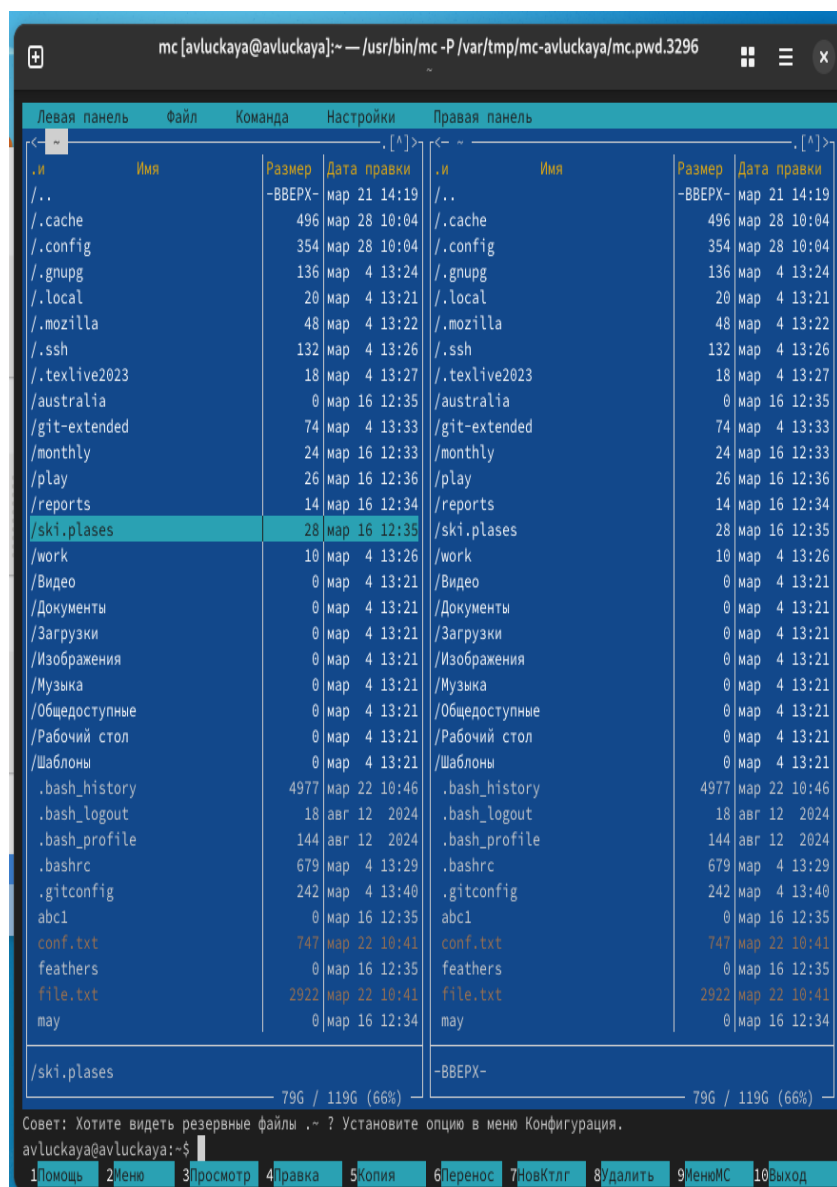 mc [avluckaya@avluckaya]:~ — /usr/bin/mc -P /var/tmp/mc-avluckaya/mc.pwd.3296
~
Левая панель Файл Команда Настройки Правая панель
<- ~ .[^]> <- ~ .[^]>
.и Имя Размер Дата правки .и Имя Размер Дата правки
/.. -ВВЕРХ- мар 21 14:19 /.. -ВВЕРХ- мар 21 14:19
/.cache 496 мар 28 10:04 /.cache 496 мар 28 10:04
/.config 354 мар 28 10:04 /.config 354 мар 28 10:04
/.gnupg 136 мар 4 13:24 /.gnupg 136 мар 4 13:24
/.local 20 мар 4 13:21 /.local 20 мар 4 13:21
/.mozilla 48 мар 4 13:22 /.mozilla 48 мар 4 13:22
/.ssh 132 мар 4 13:26 /.ssh 132 мар 4 13:26
/.texlive2023 18 мар 4 13:27 /.texlive2023 18 мар 4 13:27
/australia 0 мар 16 12:35 /australia 0 мар 16 12:35
/git-extended 74 мар 4 13:33 /git-extended 74 мар 4 13:33
/monthly 24 мар 16 12:33 /monthly 24 мар 16 12:33
/play 26 мар 16 12:36 /play 26 мар 16 12:36
/reports 14 мар 16 12:34 /reports 14 мар 16 12:34
/ski.plases 28 мар 16 12:35 /ski.plases 28 мар 16 12:35
/work 10 мар 4 13:26 /work 10 мар 4 13:26
/Видео 0 мар 4 13:21 /Видео 0 мар 4 13:21
/Документы 0 мар 4 13:21 /Документы 0 мар 4 13:21
/Загрузки 0 мар 4 13:21 /Загрузки 0 мар 4 13:21
/Изображения 0 мар 4 13:21 /Изображения 0 мар 4 13:21
/Музыка 0 мар 4 13:21 /Музыка 0 мар 4 13:21
/Общедоступные 0 мар 4 13:21 /Общедоступные 0 мар 4 13:21
/Рабочий стол 0 мар 4 13:21 /Рабочий стол 0 мар 4 13:21
/Шаблоны 0 мар 4 13:21 /Шаблоны 0 мар 4 13:21
.bash_history 4977 мар 22 10:46 .bash_history 4977 мар 22 10:46
.bash_logout 18 авг 12 2024 .bash_logout 18 авг 12 2024
.bash_profile 144 авг 12 2024 .bash_profile 144 авг 12 2024
.bashrc 679 мар 4 13:29 .bashrc 679 мар 4 13:29
.gitconfig 242 мар 4 13:40 .gitconfig 242 мар 4 13:40
abc1 0 мар 16 12:35 abc1 0 мар 16 12:35
conf.txt 747 мар 22 10:41 conf.txt 747 мар 22 10:41
feathers 0 мар 16 12:35 feathers 0 мар 16 12:35
file.txt 2922 мар 22 10:41 file.txt 2922 мар 22 10:41
may 0 мар 16 12:34 may 0 мар 16 12:34
/ski.plases -ВВЕРХ-
79G / 119G (66%) 79G / 119G (66%)
Совет: Хотите видеть резервные файлы .~ ? Установите опцию в меню Конфигурация.
avluckaya@avluckaya:~$
1Помощь 2Меню 3Просмотр 4Правка 5Копия 6Перенос 7НовКтлг 8Удалить 9МенюMC 10Выход